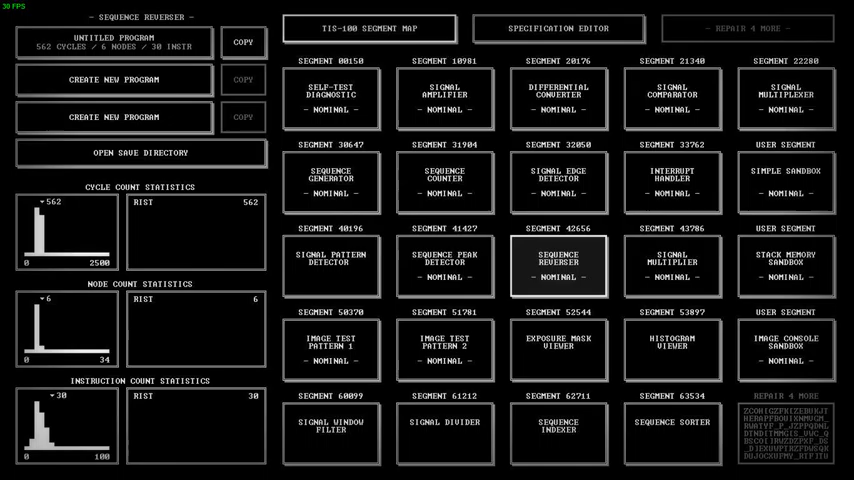 30 FPS
- SEQUENCE REVERSER -
UNTITLED PROGRAM
562 CYCLES / 6 NODES / 30 INSTR
COPY
CREATE NEW PROGRAM
COPY
CREATE NEW PROGRAM
COPY
OPEN SAVE DIRECTORY
CYCLE COUNT STATISTICS
562
0
2500
RIST
562
NODE COUNT STATISTICS
6
0
34
RIST
6
INSTRUCTION COUNT STATISTICS
30
0
100
RIST
30
TIS-100 SEGMENT MAP
SPECIFICATION EDITOR
- REPAIR 4 MORE -
SEGMENT 00150
SELF-TEST
DIAGNOSTIC
- NOMINAL -
SEGMENT 10981
SIGNAL
AMPLIFIER
- NOMINAL -
SEGMENT 20176
DIFFERENTIAL
CONVERTER
- NOMINAL -
SEGMENT 21340
SIGNAL
COMPARATOR
- NOMINAL -
SEGMENT 22280
SIGNAL
MULTIPLEXER
- NOMINAL -
SEGMENT 30647
SEQUENCE
GENERATOR
- NOMINAL -
SEGMENT 31904
SEQUENCE
COUNTER
- NOMINAL -
SEGMENT 32050
SIGNAL EDGE
DETECTOR
- NOMINAL -
SEGMENT 33762
INTERRUPT
HANDLER
- NOMINAL -
USER SEGMENT
SIMPLE SANDBOX
- NOMINAL -
SEGMENT 40196
SIGNAL PATTERN
DETECTOR
SEGMENT 41427
SEQUENCE PEAK
DETECTOR
- NOMINAL -
SEGMENT 42656
SEQUENCE
REVERSER
- NOMINAL -
SEGMENT 43786
SIGNAL
MULTIPLIER
- NOMINAL -
USER SEGMENT
STACK MEMORY
SANDBOX
- NOMINAL -
SEGMENT 50370
IMAGE TEST
PATTERN 1
- NOMINAL -
SEGMENT 51781
IMAGE TEST
PATTERN 2
- NOMINAL -
SEGMENT 52544
EXPOSURE MASK
VIEWER
SEGMENT 53897
HISTOGRAM
VIEWER
USER SEGMENT
IMAGE CONSOLE
SANDBOX
- NOMINAL -
SEGMENT 60099
SIGNAL WINDOW
FILTER
SEGMENT 61212
SIGNAL DIVIDER
SEGMENT 62711
SEQUENCE
INDEXER
SEGMENT 63534
SEQUENCE SORTER
REPAIR 4 MORE